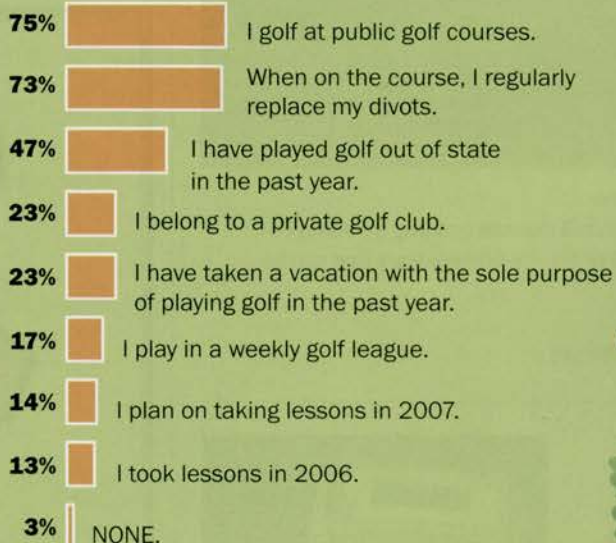 75% I golf at public golf courses.
73% When on the course, I regularly
replace my divots.
47% I have played golf out of state
in the past year.
23% I belong to a private golf club.
23% I have taken a vacation with the sole purpose
of playing golf in the past year.
17% I play in a weekly golf league.
14% I plan on taking lessons in 2007.
13% I took lessons in 2006.
3% NONE.